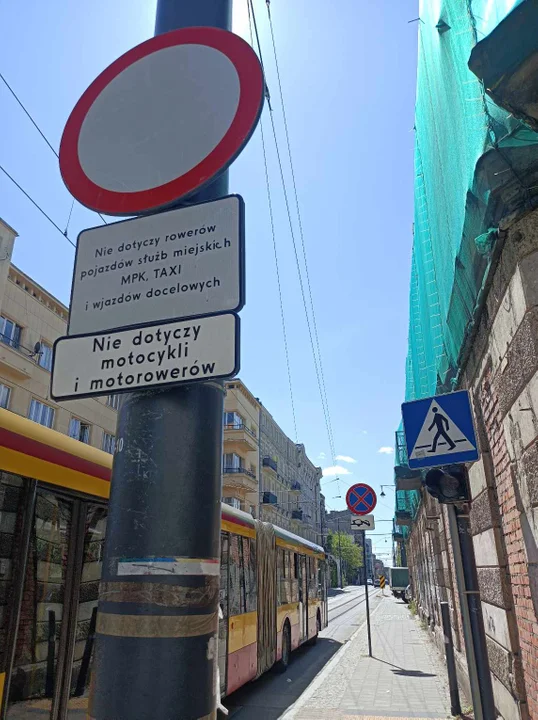 Nie dotyczy rowerów
pojazdów służb miejskich
MPK, TAXI
i wjazdów docelowych
Nie dotyczy
motocykli
i motorowerów